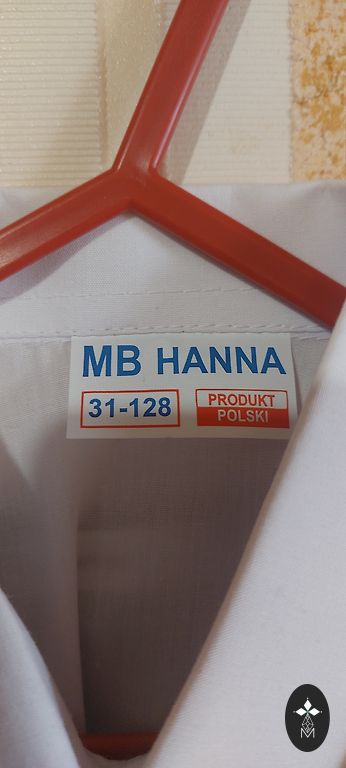 MB HANNA
31-128
PRODUKT
POLSKI